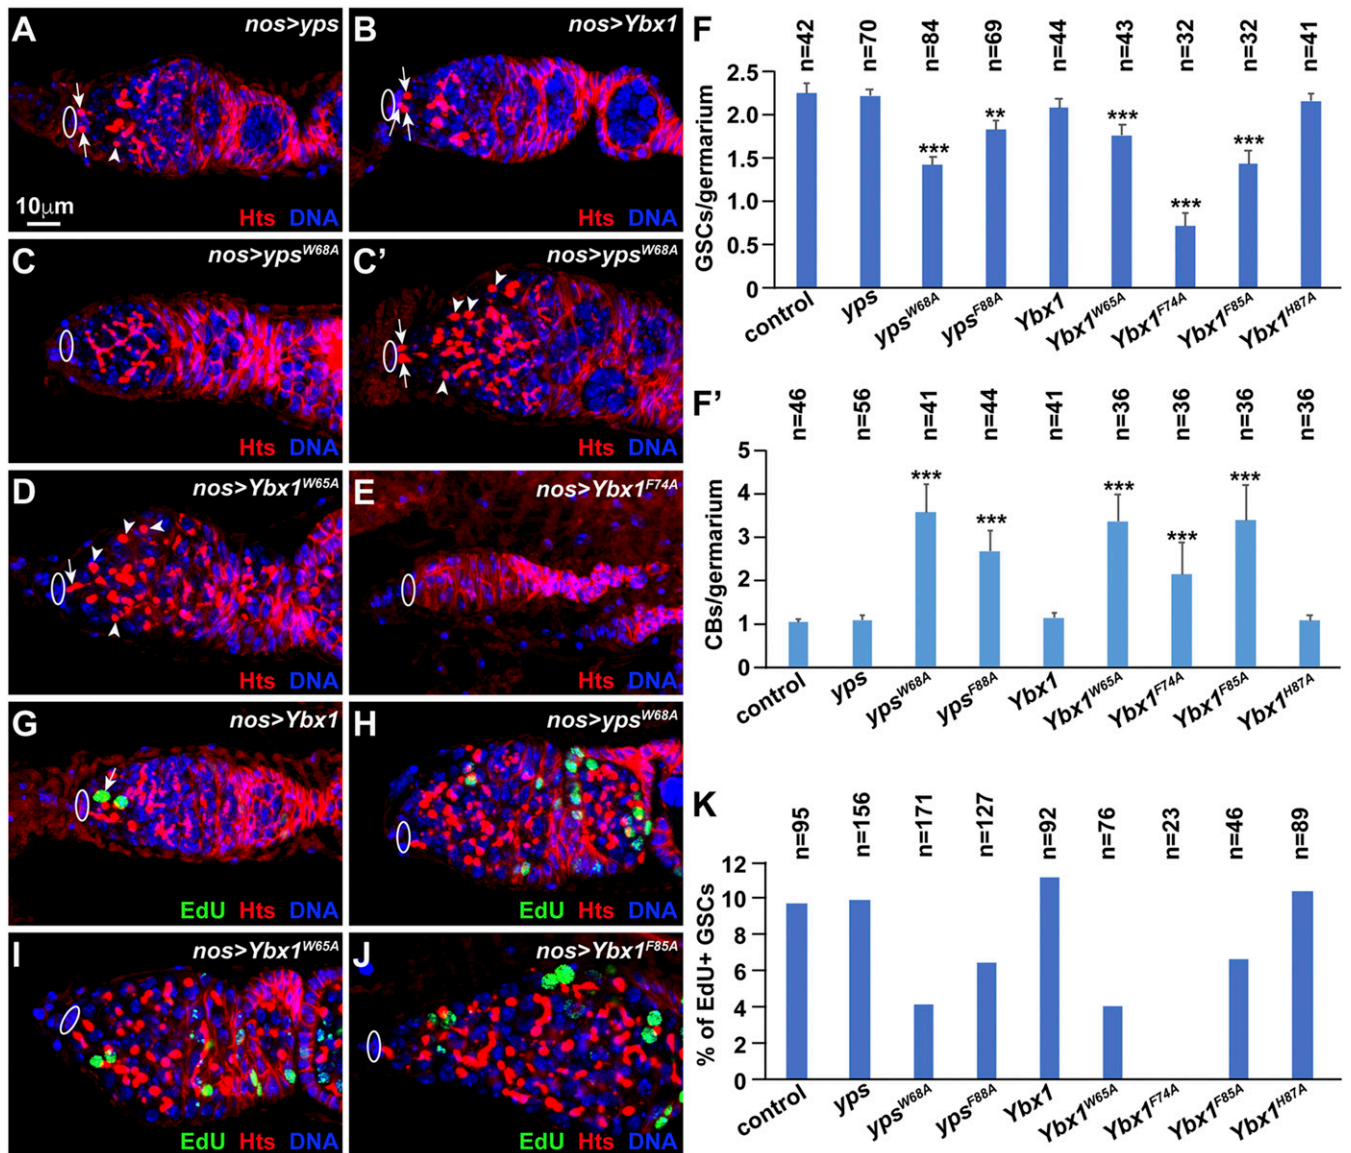 A
nos>yps
10μm
Hts DNA
B
nos>Ybx1
Hts DNA
C
nos>yps^W68A
Hts DNA
C’
nos>yps^W68A
Hts DNA
D
nos>Ybx1^W65A
Hts DNA
E
nos>Ybx1^F74A
Hts DNA
G
nos>Ybx1
EdU Hts DNA
H
nos>yps^W68A
EdU Hts DNA
I
nos>Ybx1^W65A
EdU Hts DNA
J
nos>Ybx1^F85A
EdU Hts DNA
F
n=42 n=70 n=84 n=69 n=44 n=43 n=32 n=32 n=41
GSCs/germarium
2.5
2.0
1.5
1.0
0.5
0
*** ** *** *** ***
control yps yps^W68A yps^F88A Ybx1 Ybx1^W65A Ybx1^F74A Ybx1^F85A Ybx1^H87A
F’
n=46 n=56 n=41 n=44 n=41 n=36 n=36 n=36 n=36
CBs/germarium
5
4
3
2
1
0
*** *** *** *** ***
control yps yps^W68A yps^F88A Ybx1 Ybx1^W65A Ybx1^F74A Ybx1^F85A Ybx1^H87A
K
n=95 n=156 n=171 n=127 n=92 n=76 n=23 n=46 n=89
% of EdU+ GSCs
12
10
8
6
4
2
0
control yps yps^W68A yps^F88A Ybx1 Ybx1^W65A Ybx1^F74A Ybx1^F85A Ybx1^H87A